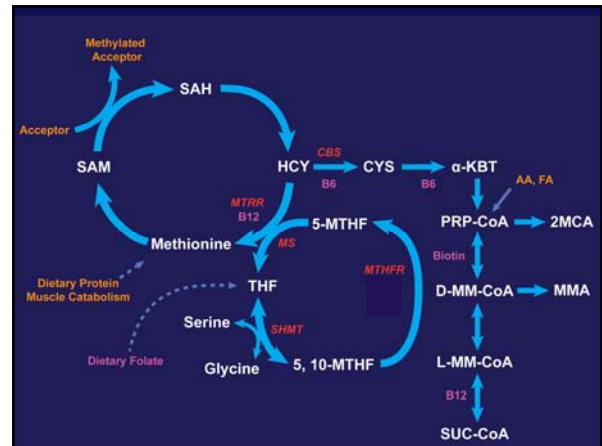 Methylated
Acceptor
SAH
Acceptor
SAM
HCY
CBS
B6
CYS
B6
α-KBT
AA, FA
MTRR
B12
5-MTHF
PRP-CoA
2MCA
Methionine
MS
Biotin
MTHFR
Dietary Protein
Muscle Catabolism
THF
D-MM-CoA
MMA
Serine
SHMT
Dietary Folate
Glycine
5, 10-MTHF
L-MM-CoA
B12
SUC-CoA